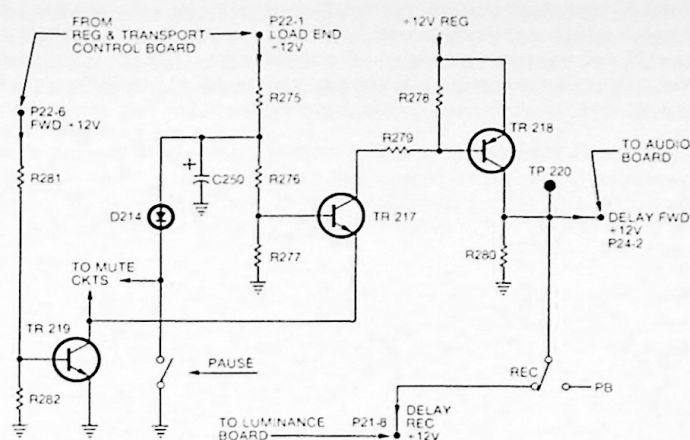 FROM
REG & TRANSPORT
CONTROL BOARD
P22-1
LOAD END
+12V
+12V REG
P22-6
FWD +12V
R275
R278
R279
TR 218
TO AUDIO
BOARD
TP 220
R281
C250
+
R276
D214
TR 217
DELAY FWD
+12V
P24-2
R277
R280
TO MUTE
CKTS
TR 219
PAUSE
REC
PB
R282
TO LUMINANCE
BOARD
P21-8
DELAY
REC
+12V